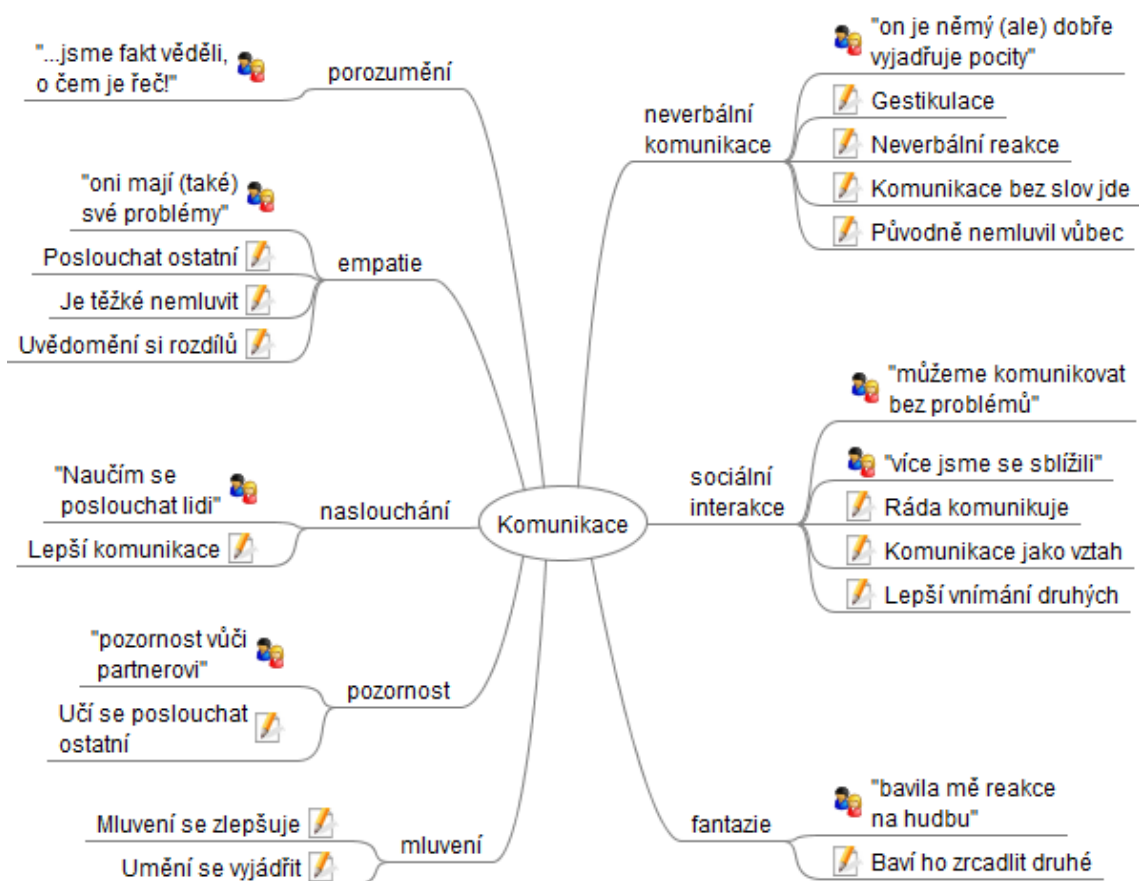 "...jsme fakt věděli,
o čem je řeč!"
porozumění
"oni mají (také)
své problémy"
Poslouchat ostatní
Je těžké nemluvit
Uvědomění si rozdílů
empatie
"Naučím se
poslouchat lidi"
Lepší komunikace
naslouchání
"pozornost vůči
partnerovi"
Učí se poslouchat
ostatní
pozornost
Mluvení se zlepšuje
Umění se vyjádřit
mluvení
Komunikace
neverbální
komunikace
"on je němý (ale) dobře
vyjadřuje pocity"
Gestikulace
Neverbální reakce
Komunikace bez slov jde
Původně nemluvil vůbec
sociální
interakce
"můžeme komunikovat
bez problémů"
"více jsme se sblížili"
Ráda komunikuje
Komunikace jako vztah
Lepší vnímání druhých
fantazie
"bavila mě reakce
na hudbu"
Baví ho zrcadlit druhé